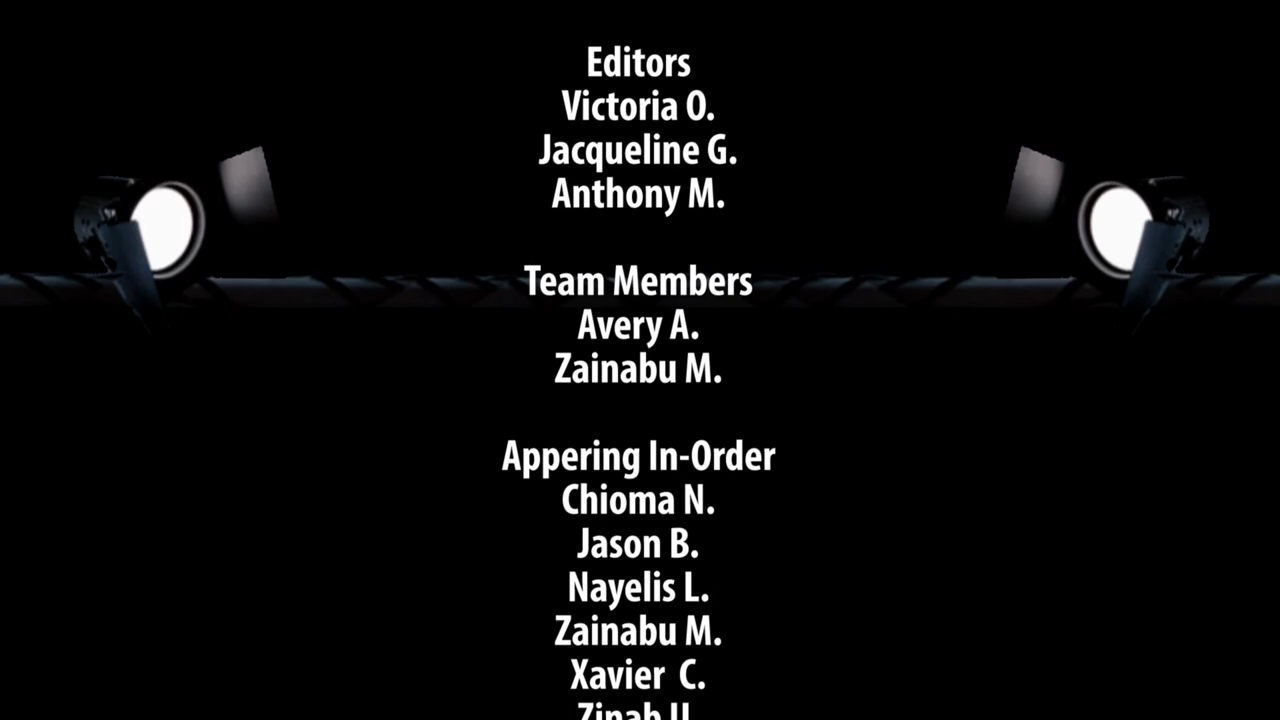 Editors
Victoria O.
Jacqueline G.
Anthony M.
Team Members
Avery A.
Zainabu M.
Appering In-Order
Chioma N.
Jason B.
Nayelis L.
Zainabu M.
Xavier C.